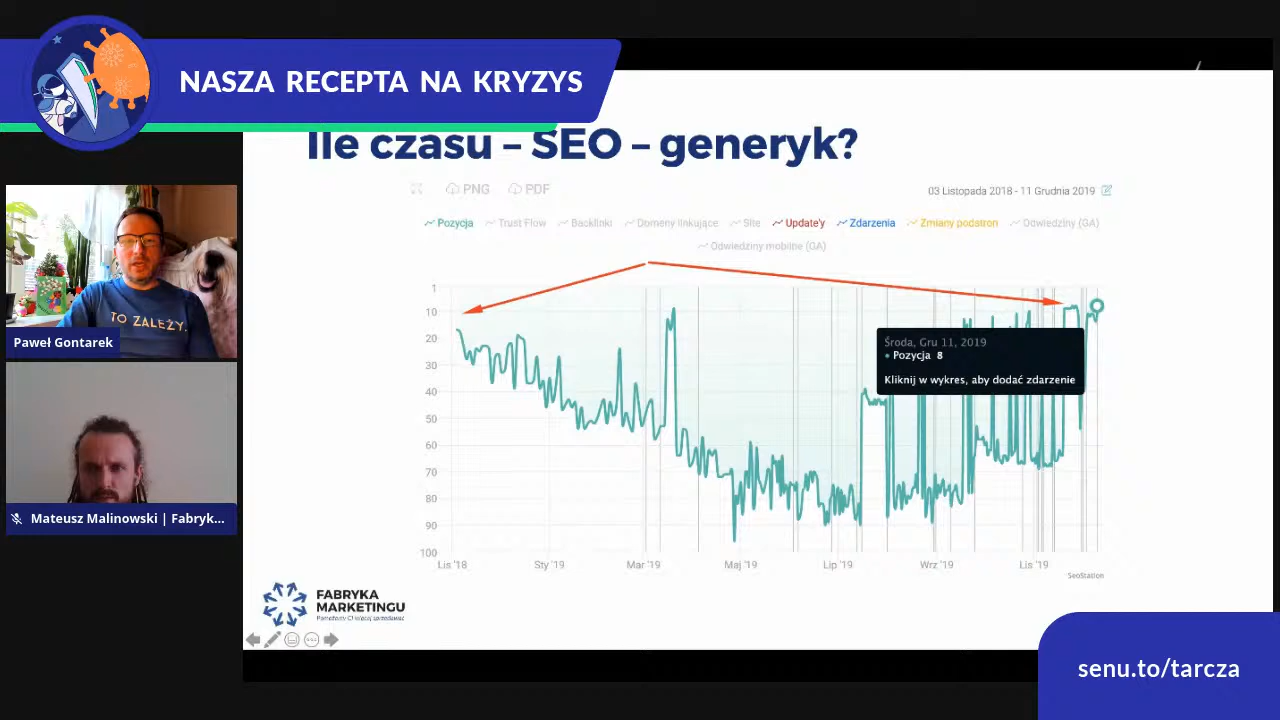 NASZA RECEPTA NA KRYZYS
Ile czasu – SEO – generyk?
PNG PDF
03 Listopada 2018 - 11 Grudnia 2019
Pozycja Trust Flow Backlinki Domeny linkujące Site Update'y Zdarzenia Zmiany podstron Odwiedziny (GA)
Odwiedziny mobilne (GA)
1
10
20
30
40
50
60
70
80
90
100
Środa, Gru 11, 2019
Pozycja 8
Kliknij w wykres, aby dodać zdarzenie
Lis '18 Sty '19 Mar '19 Maj '19 Lip '19 Wrz '19 Lis '19
SeoStation
TO ZALEŻY.
Paweł Gontarek
Mateusz Malinowski | Fabryk...
FABRYKA
MARKETINGU
Pomożemy Ci więcej sprzedawać
senu.to/tarcza